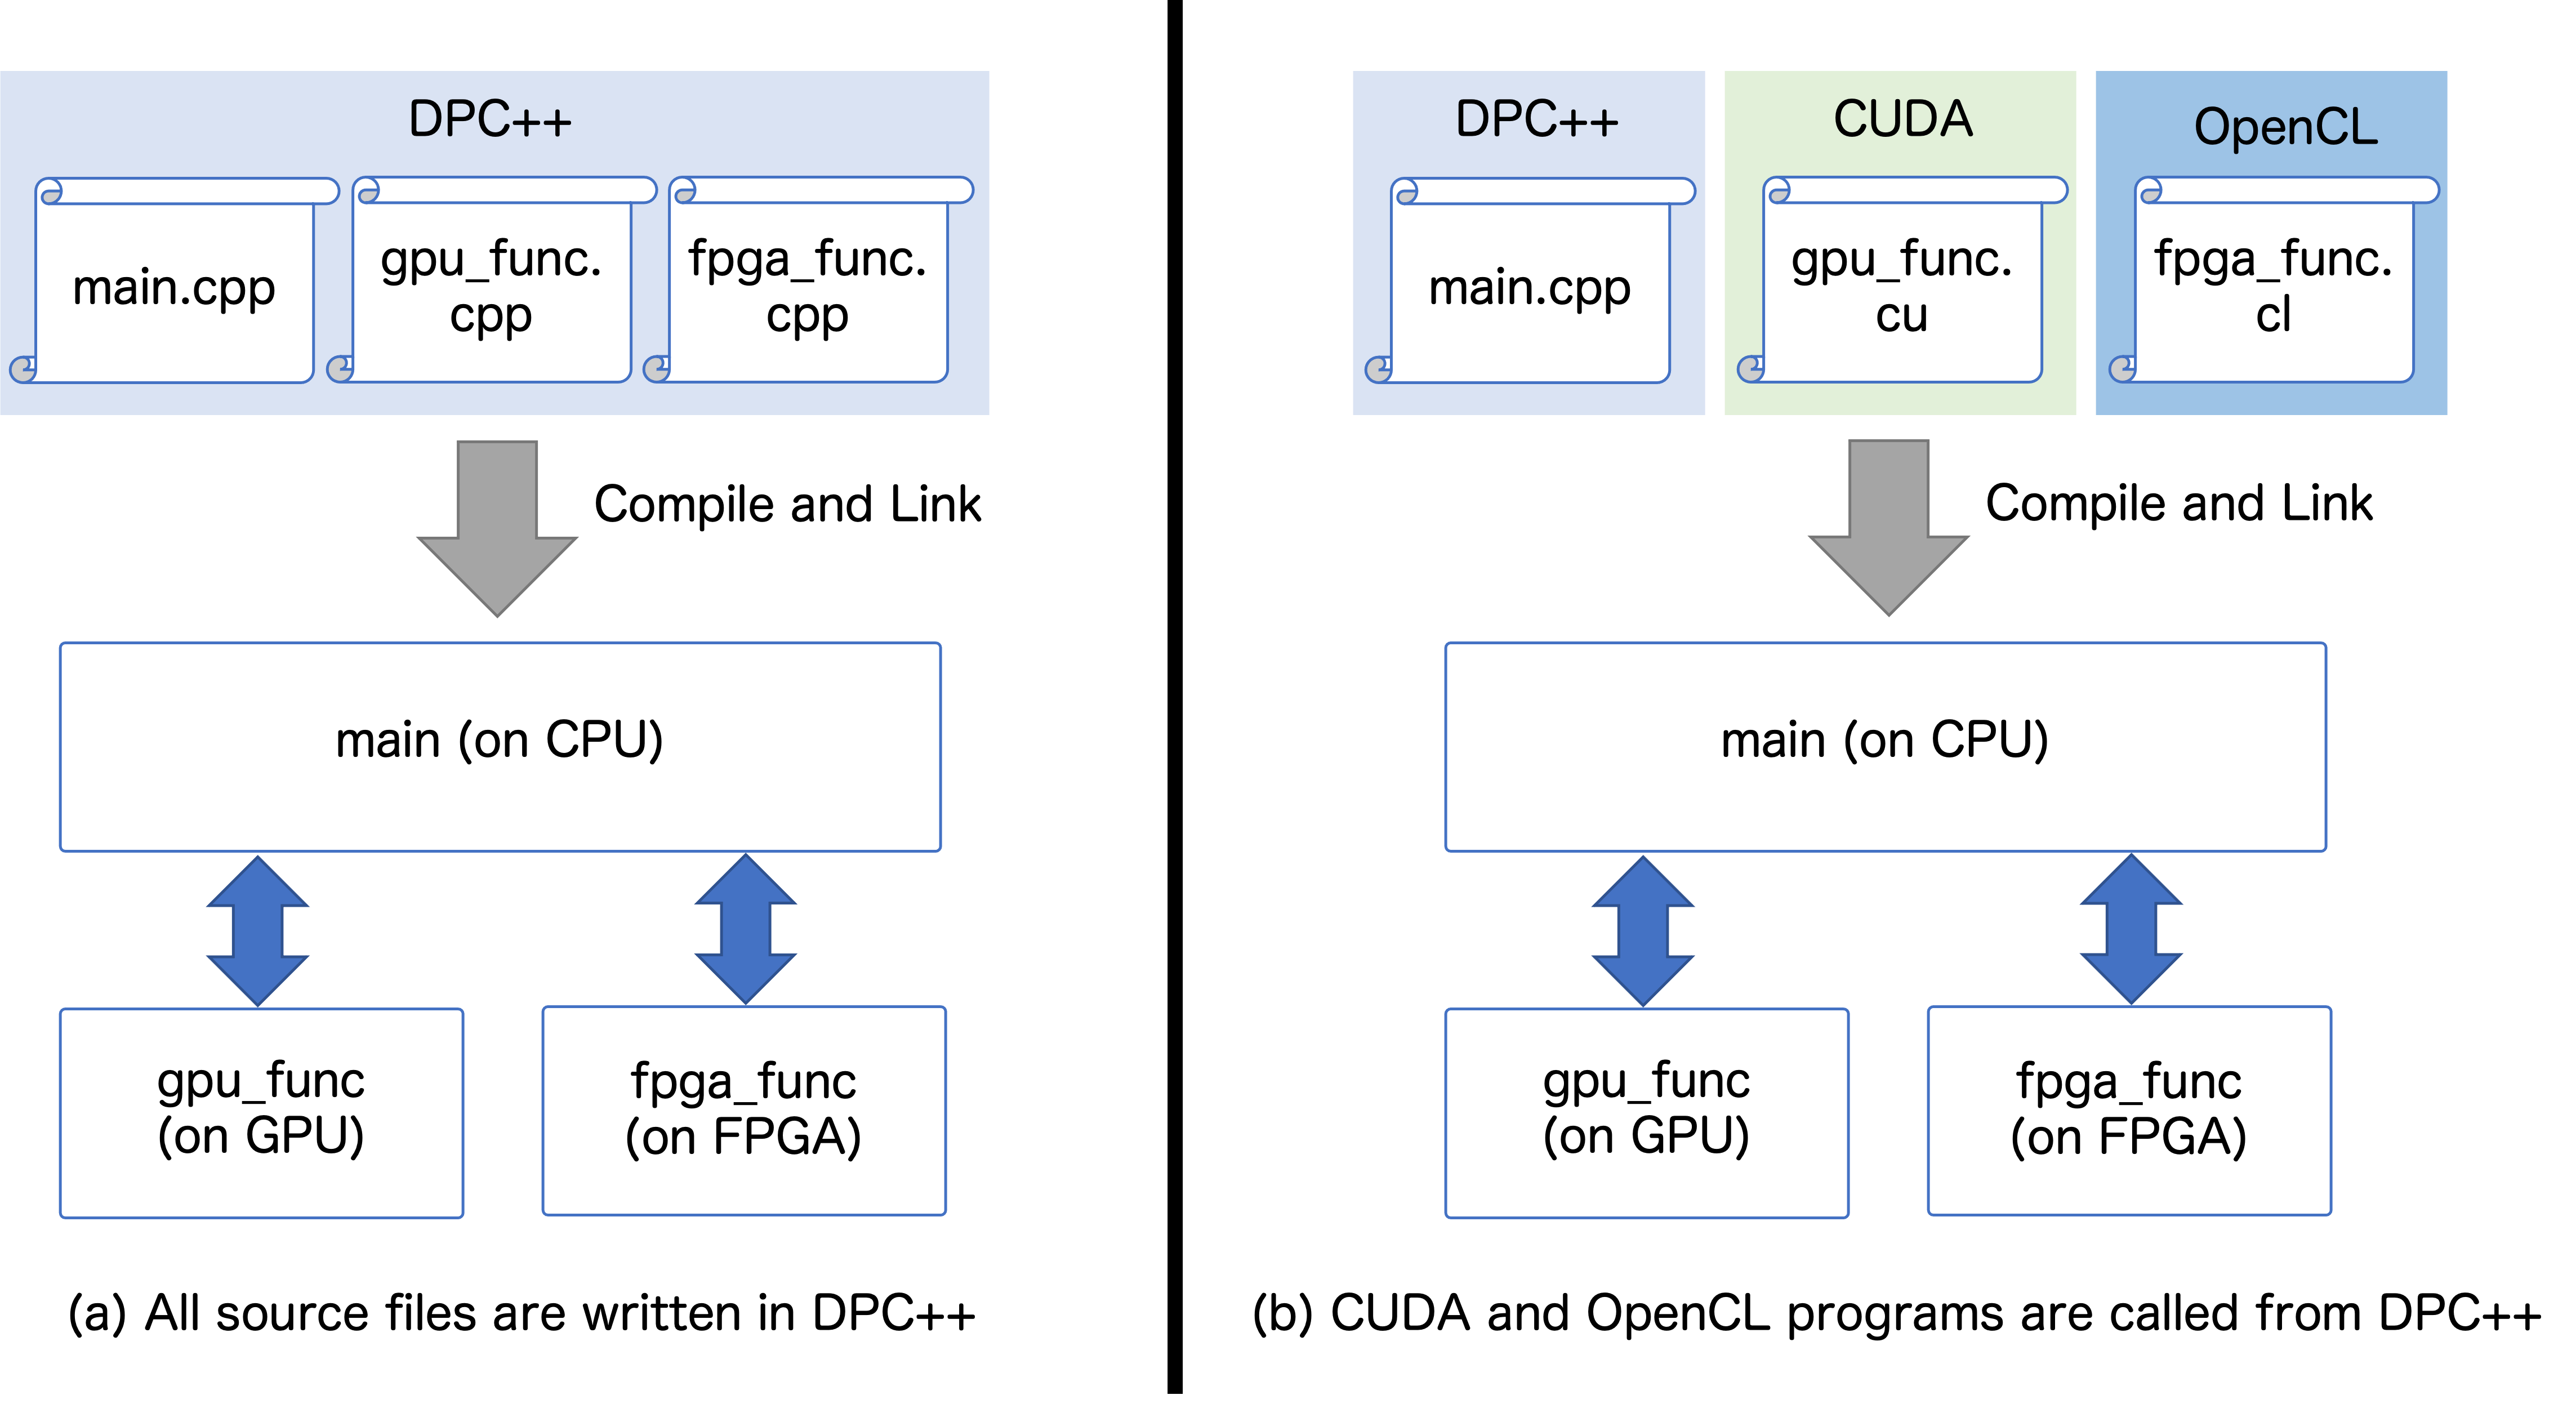 DPC++
main.cpp
gpu_func.
cpp
fpga_func.
cpp
Compile and Link
main (on CPU)
gpu_func
(on GPU)
fpga_func
(on FPGA)
(a) All source files are written in DPC++
DPC++
CUDA
OpenCL
main.cpp
gpu_func.
cu
fpga_func.
cl
Compile and Link
main (on CPU)
gpu_func
(on GPU)
fpga_func
(on FPGA)
(b) CUDA and OpenCL programs are called from DPC++